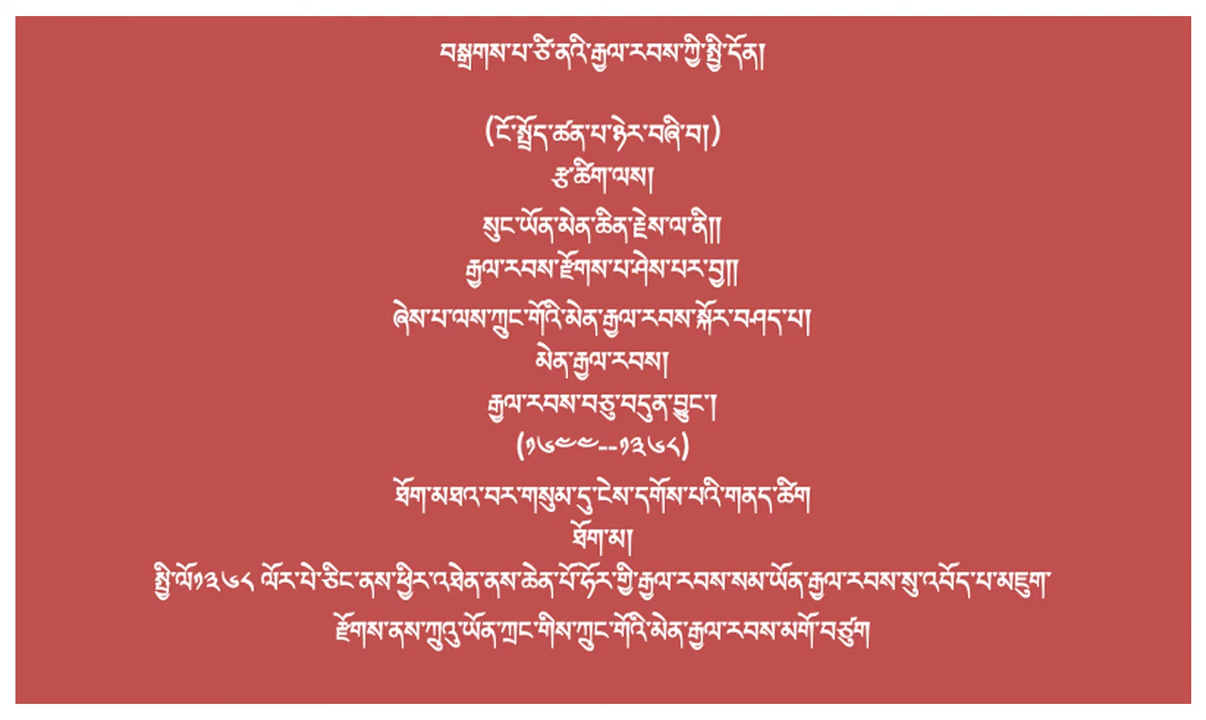 བསྒྲགས་པ་ཙི་ནའི་རྒྱལ་རབས་ཀྱི་སྤྱི་དོན།
(ངོ་སྤྲོད་ཚན་པ་ཉེར་བཞི་བ།)
རྩ་ཚིག་ལས།
སུང་ཡོན་མེན་ཆིན་རྗེས་ལ་ནི།།
རྒྱལ་རབས་རྫོགས་པ་ཤེས་པར་བྱ།།
ཞེས་པ་ལས་ཀྲུང་གོའི་མེན་རྒྱལ་རབས་སྐོར་བཤད་པ།
མེན་རྒྱལ་རབས།
རྒྱལ་རབས་བཅུ་བདུན་བྱུང་།
(༡༦༤༤--༡༣༦༨)
ཐོག་མཐའ་བར་གསུམ་དུ་ངེས་དགོས་པའི་གནད་ཚིག
ཐོག་མ།
སྤྱི་ལོ༡༣༦༨ ལོར་པེ་ཅིང་ནས་ཕྱིར་འཐེན་ནས་ཆེན་པོ་ཧོར་གྱི་རྒྱལ་རབས་སམ་ཡོན་རྒྱལ་རབས་སུ་འབོད་པ་མཇུག་
རྫོགས་ནས་ཀྲུའུ་ཡོན་ཀྲང་གིས་ཀྲུང་གོའི་མེན་རྒྱལ་རབས་མགོ་བཙུག